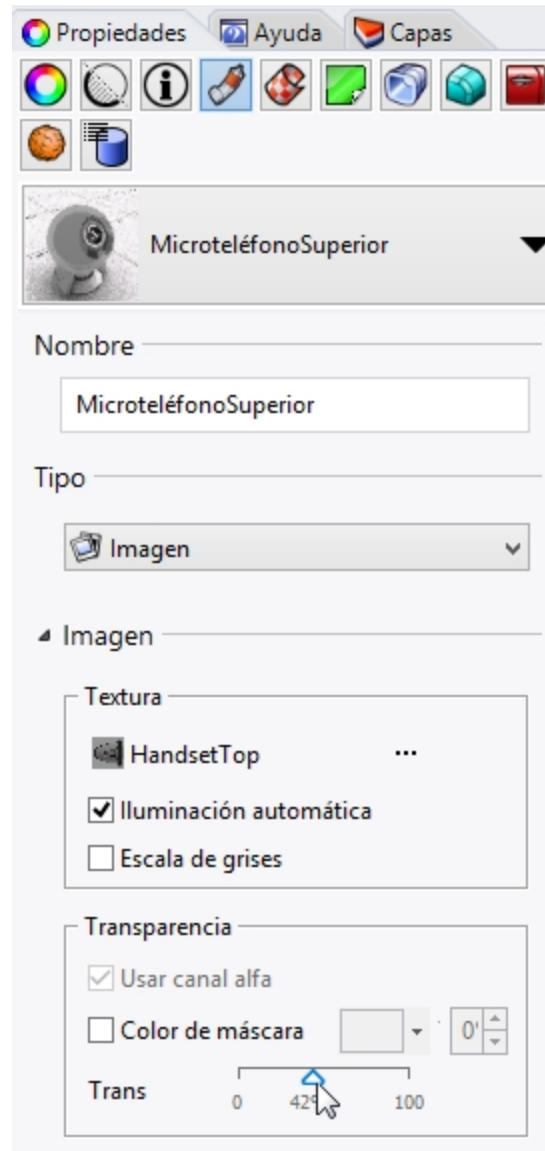 Propiedades Ayuda Capas
MicroteléfonoSuperior
Nombre
MicroteléfonoSuperior
Tipo
Imagen
Imagen
Textura
HandsetTop ...
Iluminación automática
Escala de grises
Transparencia
Usar canal alfa
Color de máscara
Trans
0 100